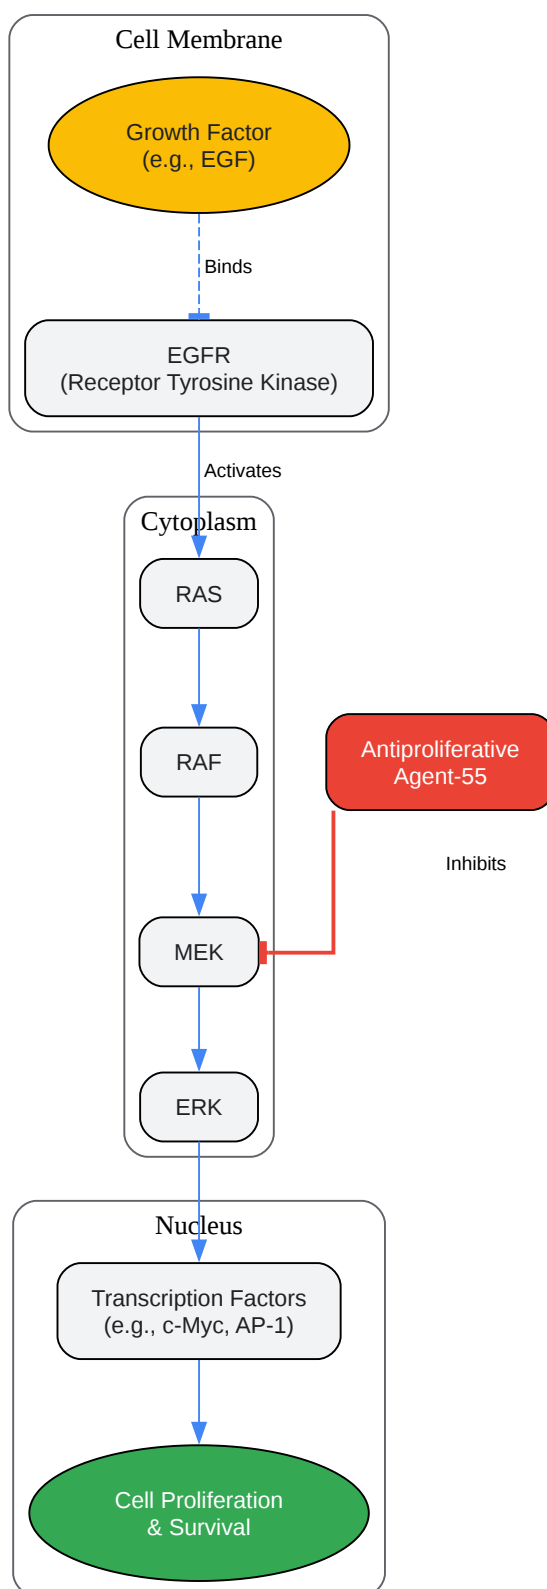 Cell Membrane
Growth Factor
(e.g., EGF)
Binds
EGFR
(Receptor Tyrosine Kinase)
Activates
Cytoplasm
RAS
RAF
Antiproliferative
Agent-55
Inhibits
MEK
ERK
Nucleus
Transcription Factors
(e.g., c-Myc, AP-1)
Cell Proliferation
& Survival